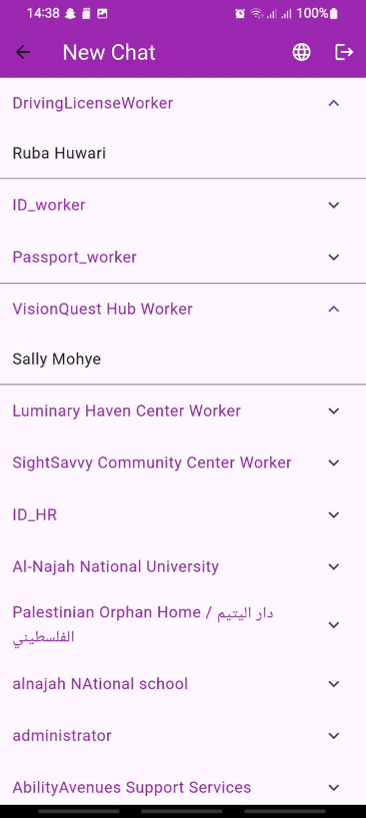 14:38 100%
New Chat
DrivingLicenseWorker
Ruba Huwari
ID_worker
Passport_worker
VisionQuest Hub Worker
Sally Mohye
Luminary Haven Center Worker
SightSavvy Community Center Worker
ID_HR
Al-Najah National University
Palestinian Orphan Home / دار اليتيم
الفلسطيني
alnajah NAtional school
administrator
AbilityAvenues Support Services